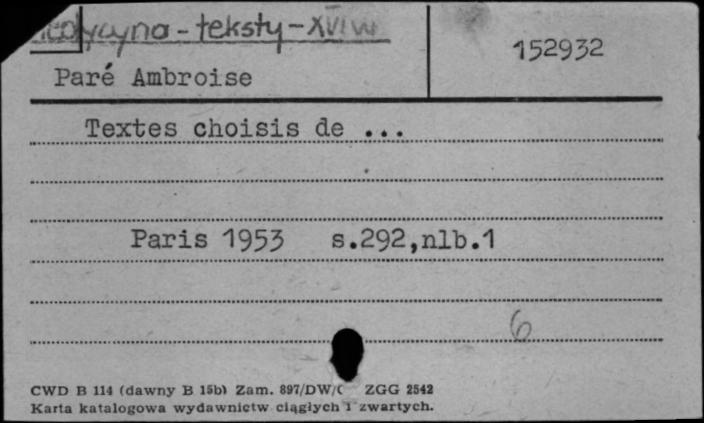 Medycyna - teksty - XVI w
152932
Paré Ambroise
Textes choisis de ...
Paris 1953 s.292,nlb.1
6
CWD B 114 (dawny B 15b) Zam. 897/DW/ ZGG 2542
Karta katalogowa wydawnictw ciągłych i zwartych.